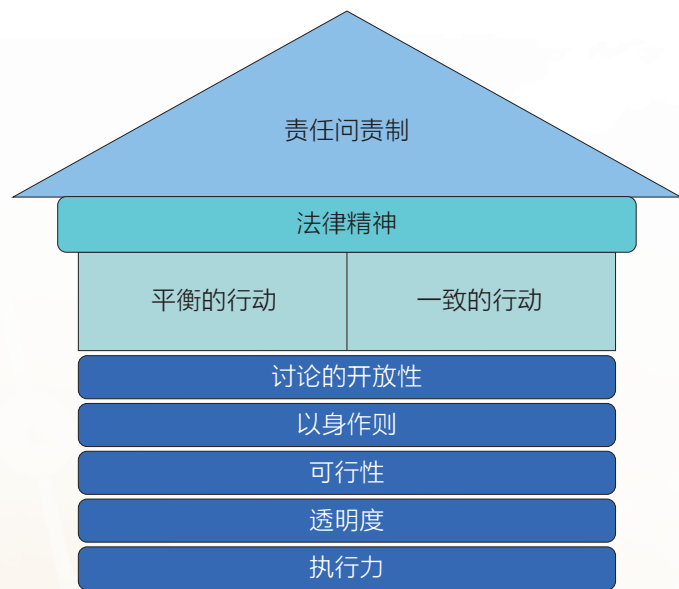 责任问责制
法律精神
平衡的行动
一致的行动
讨论的开放性
以身作则
可行性
透明度
执行力